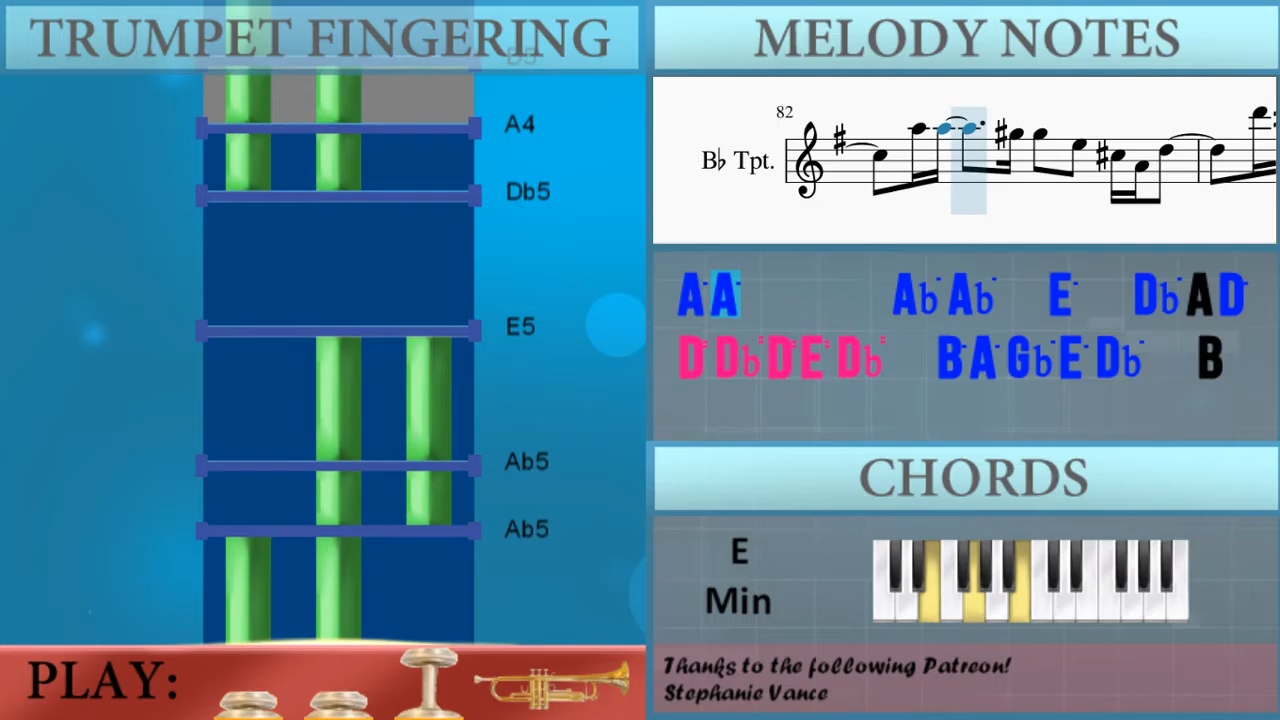 TRUMPET FINGERING
A4
Db5
E5
Ab5
Ab5
PLAY:
MELODY NOTES
82
B♭ Tpt.
A- A- Ab- Ab- E- Db- A D-
Db- E Db- B- A- Gb- E- Db- B
CHORDS
E
Min
Thanks to the following Patreon!
Stephanie Vance